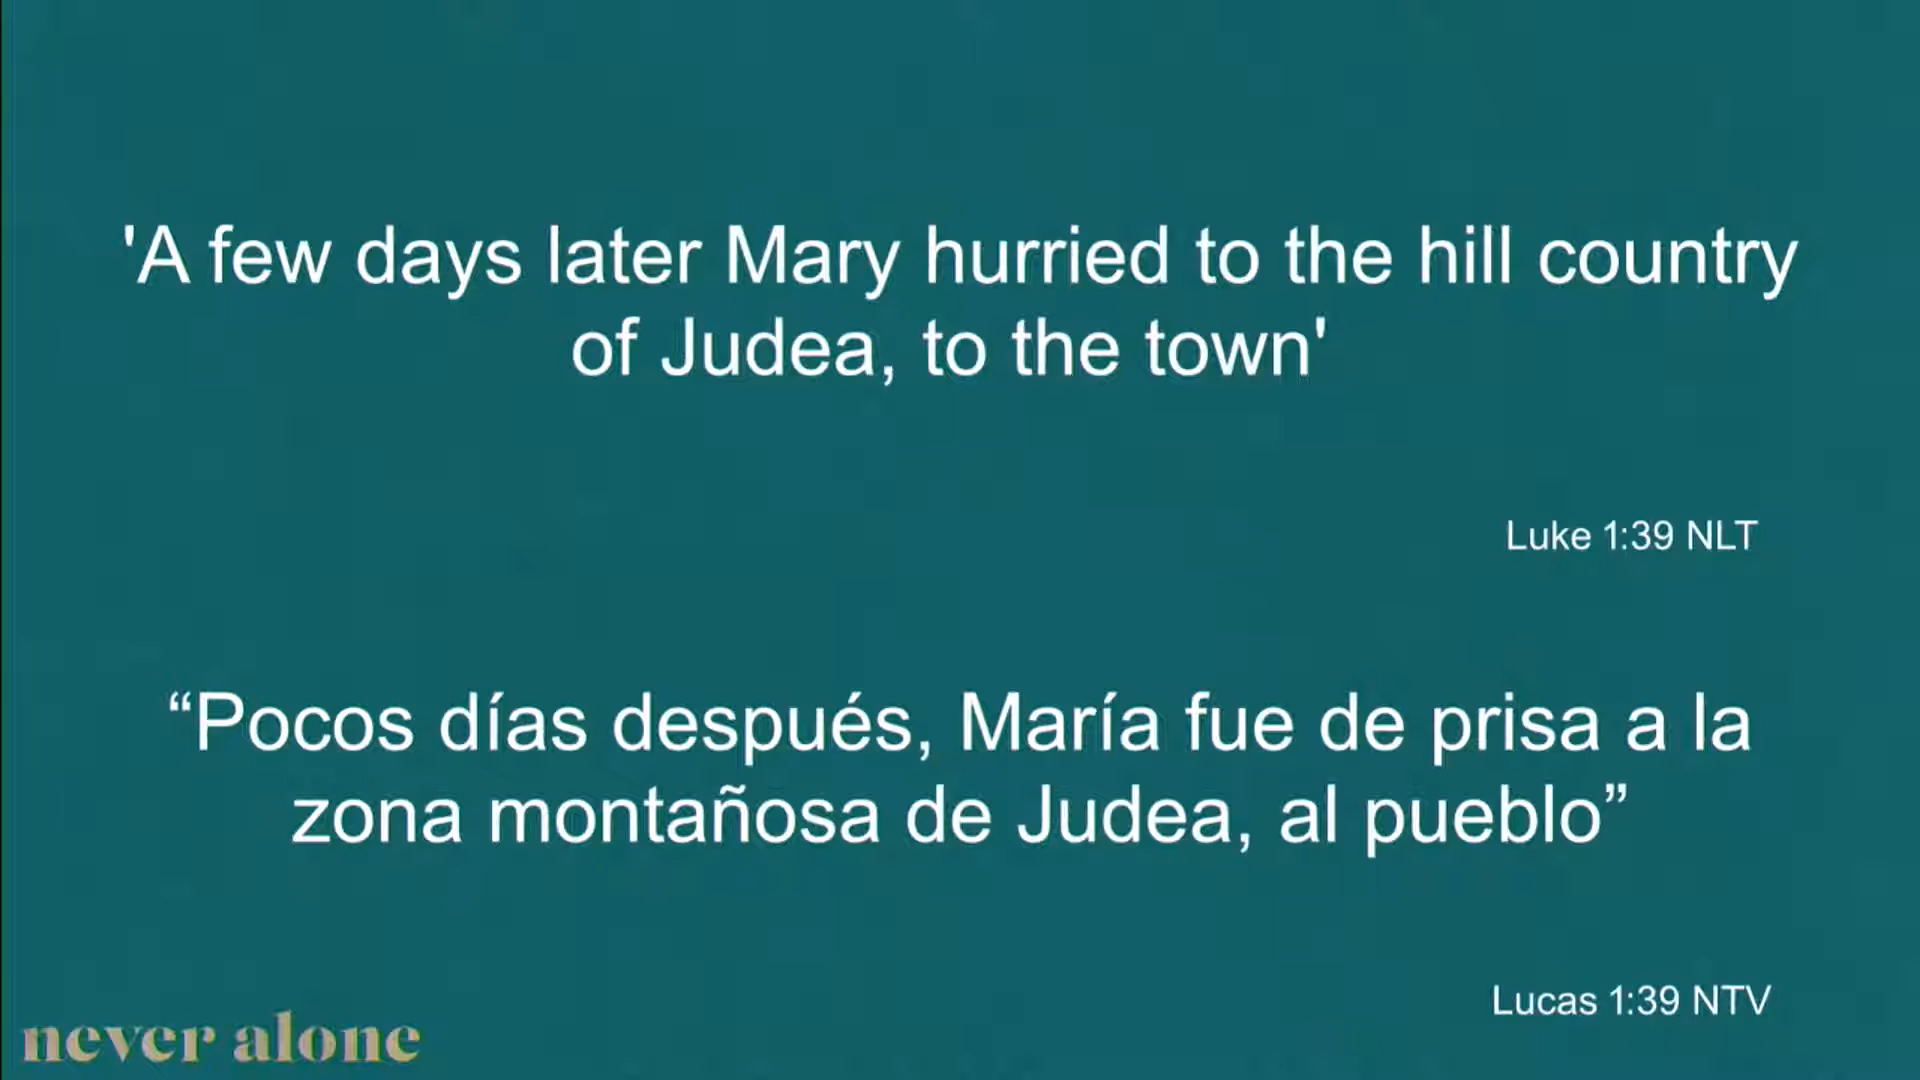 'A few days later Mary hurried to the hill country
of Judea, to the town'
Luke 1:39 NLT
“Pocos días después, María fue de prisa a la
zona montañosa de Judea, al pueblo”
Lucas 1:39 NTV
never alone